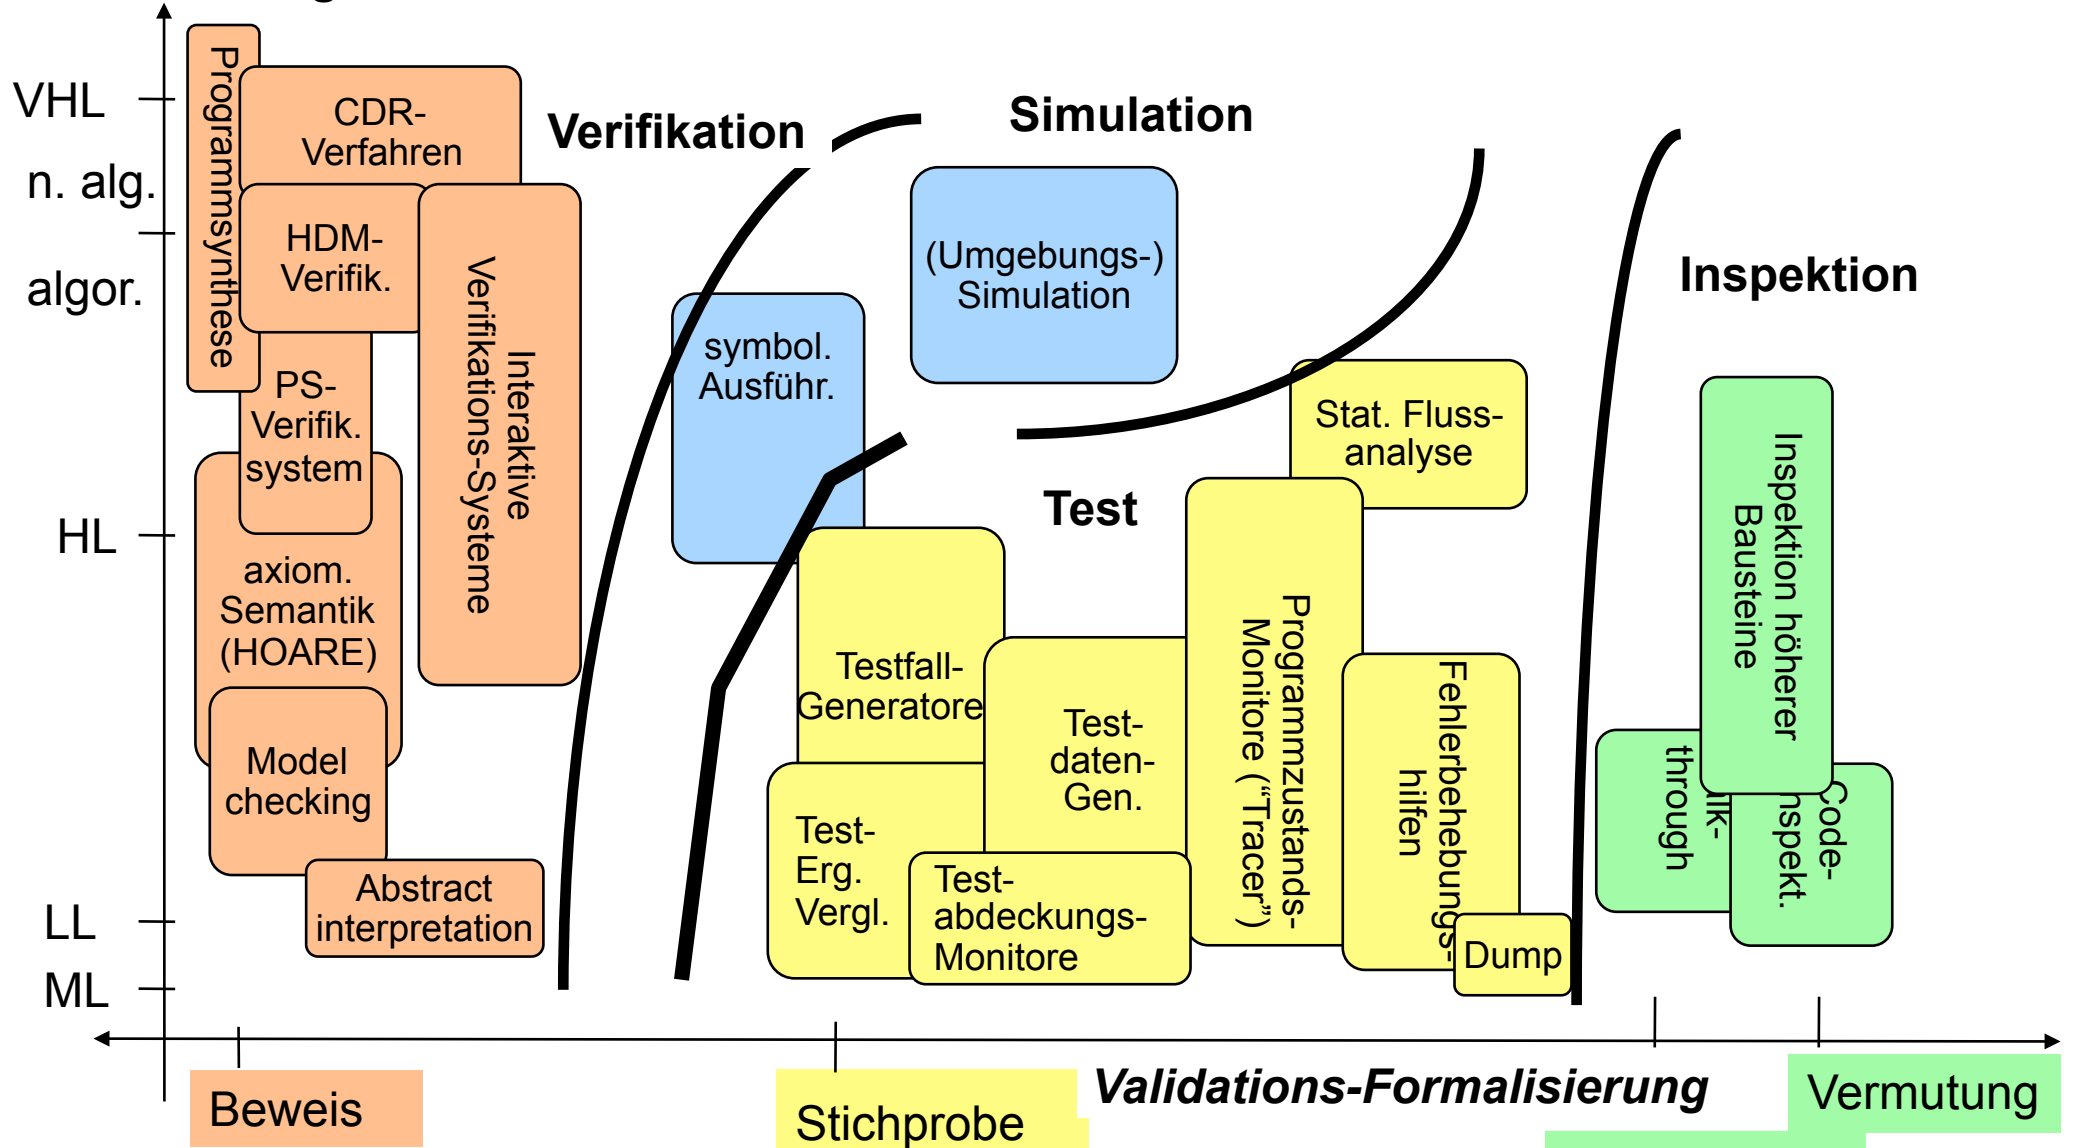 VHL
n. alg.
algor.
HL
LL
ML
Programmsynthese
CDR-
Verfahren
HDM-
Verifik.
PS-
Verifik.
system
Interaktive
Verifikations-Systeme
axiom.
Semantik
(HOARE)
Model
checking
Abstract
interpretation
Verifikation
Simulation
(Umgebungs-)
Simulation
symbol.
Ausführ.
Test
Stat. Fluss-
analyse
Testfall-
Generatore
Test-
daten-
Gen.
Test-
Erg.
Vergl.
Test-
abdeckungs-
Monitore
Programmzustands-
Monitore (“Tracer”)
Fehlerbehebungs-
hilfen
Dump
Inspektion
Inspektion höherer
Bausteine
lk-
through
Code-
nspekt.
Beweis
Stichprobe
Validations-Formalisierung
Vermutung